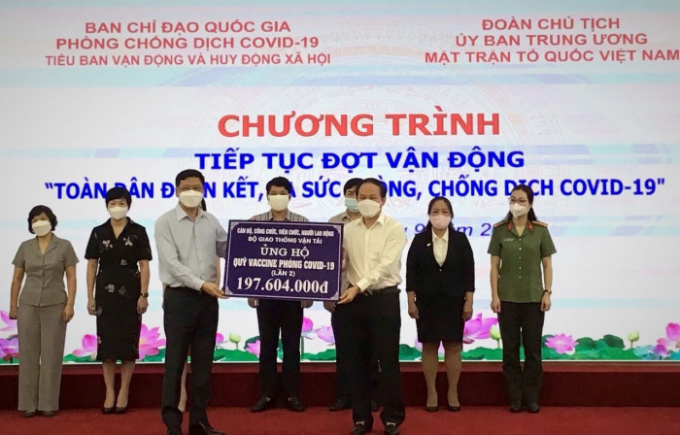 BAN CHỈ ĐẠO QUỐC GIA
PHÒNG CHỐNG DỊCH COVID-19
TIỂU BAN VẬN ĐỘNG VÀ HUY ĐỘNG XÃ HỘI
ĐOÀN CHỦ TỊCH
ỦY BAN TRUNG ƯƠNG
MẶT TRẬN TỔ QUỐC VIỆT NAM
CHƯƠNG TRÌNH
TIẾP TỤC ĐỢT VẬN ĐỘNG
"TOÀN DÂN KẾT, SỨC CHỐNG DỊCH COVID-19"
CÁN BỘ, CÔNG CHỨC, VIÊN CHỨC, NGƯỜI LAO ĐỘNG
BỘ GIAO THÔNG VẬN TẢI
ỦNG HỘ
QUỸ VACCINE PHÒNG COVID-19
(LẦN 2)
197.604.000đ